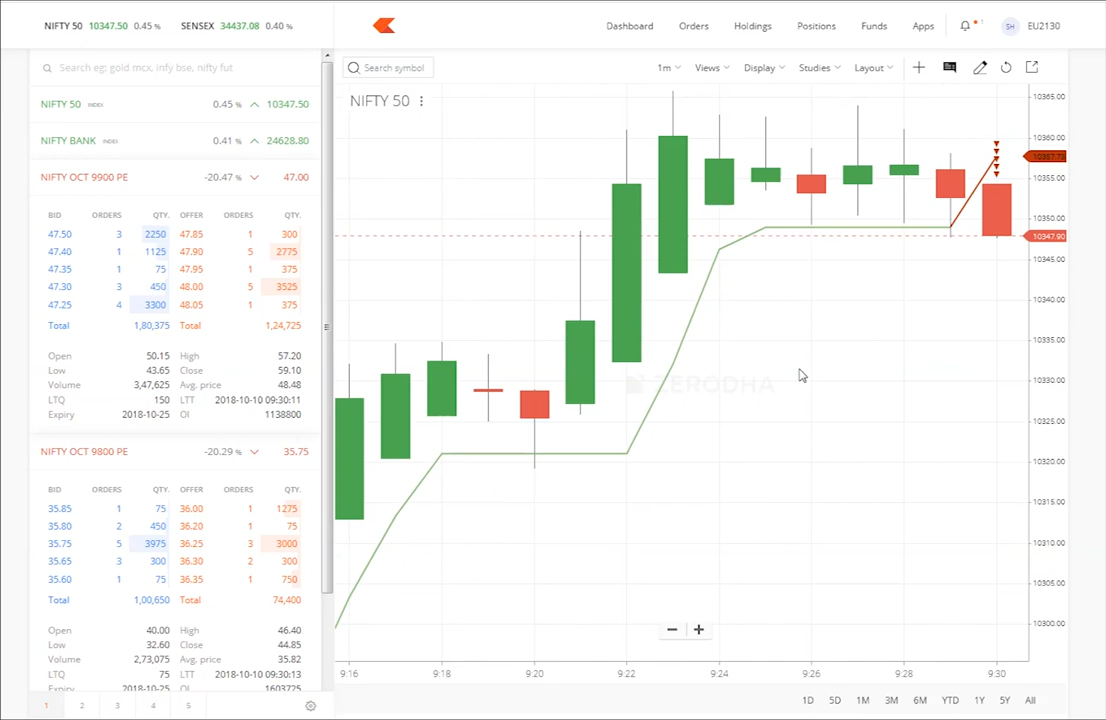 NIFTY 50 10347.50 0.45 % SENSEX 34437.08 0.40 %
Dashboard Orders Holdings Positions Funds Apps 1 SH EU2130
Search eg: gold mcx, infy bse, nifty fut
Search symbol 1m Views Display Studies Layout
NIFTY 50 INDEX 0.45 % 10347.50
NIFTY BANK INDEX 0.41 % 24628.80
NIFTY OCT 9900 PE -20.47 % 47.00
BID ORDERS QTY. OFFER ORDERS QTY.
47.50 3 2250 47.85 1 300
47.40 1 1125 47.90 5 2775
47.35 1 75 47.95 1 375
47.30 3 450 48.00 5 3525
47.25 4 3300 48.05 1 375
Total 1,80,375 Total 1,24,725
Open 50.15 High 57.20
Low 43.65 Close 59.10
Volume 3,47,625 Avg. price 48.48
LTQ 150 LTT 2018-10-10 09:30:11
Expiry 2018-10-25 OI 1138800
NIFTY OCT 9800 PE -20.29 % 35.75
BID ORDERS QTY. OFFER ORDERS QTY.
35.85 1 75 36.00 1 1275
35.80 2 450 36.20 1 75
35.75 5 3975 36.25 3 3000
35.65 3 300 36.30 2 300
35.60 1 75 36.35 1 750
Total 1,00,650 Total 74,400
Open 40.00 High 46.40
Low 32.60 Close 44.85
Volume 2,73,075 Avg. price 35.82
LTQ 75 LTT 2018-10-10 09:30:13
Expiry 2018-10-25 OI 1603725
1 2 3 4 5
NIFTY 50
ZERODHA
10365.00
10360.00
10357.73
10355.00
10350.00
10347.90
10345.00
10340.00
10335.00
10330.00
10325.00
10320.00
10315.00
10310.00
10305.00
10300.00
9:16 9:18 9:20 9:22 9:24 9:26 9:28 9:30
1D 5D 1M 3M 6M YTD 1Y 5Y All